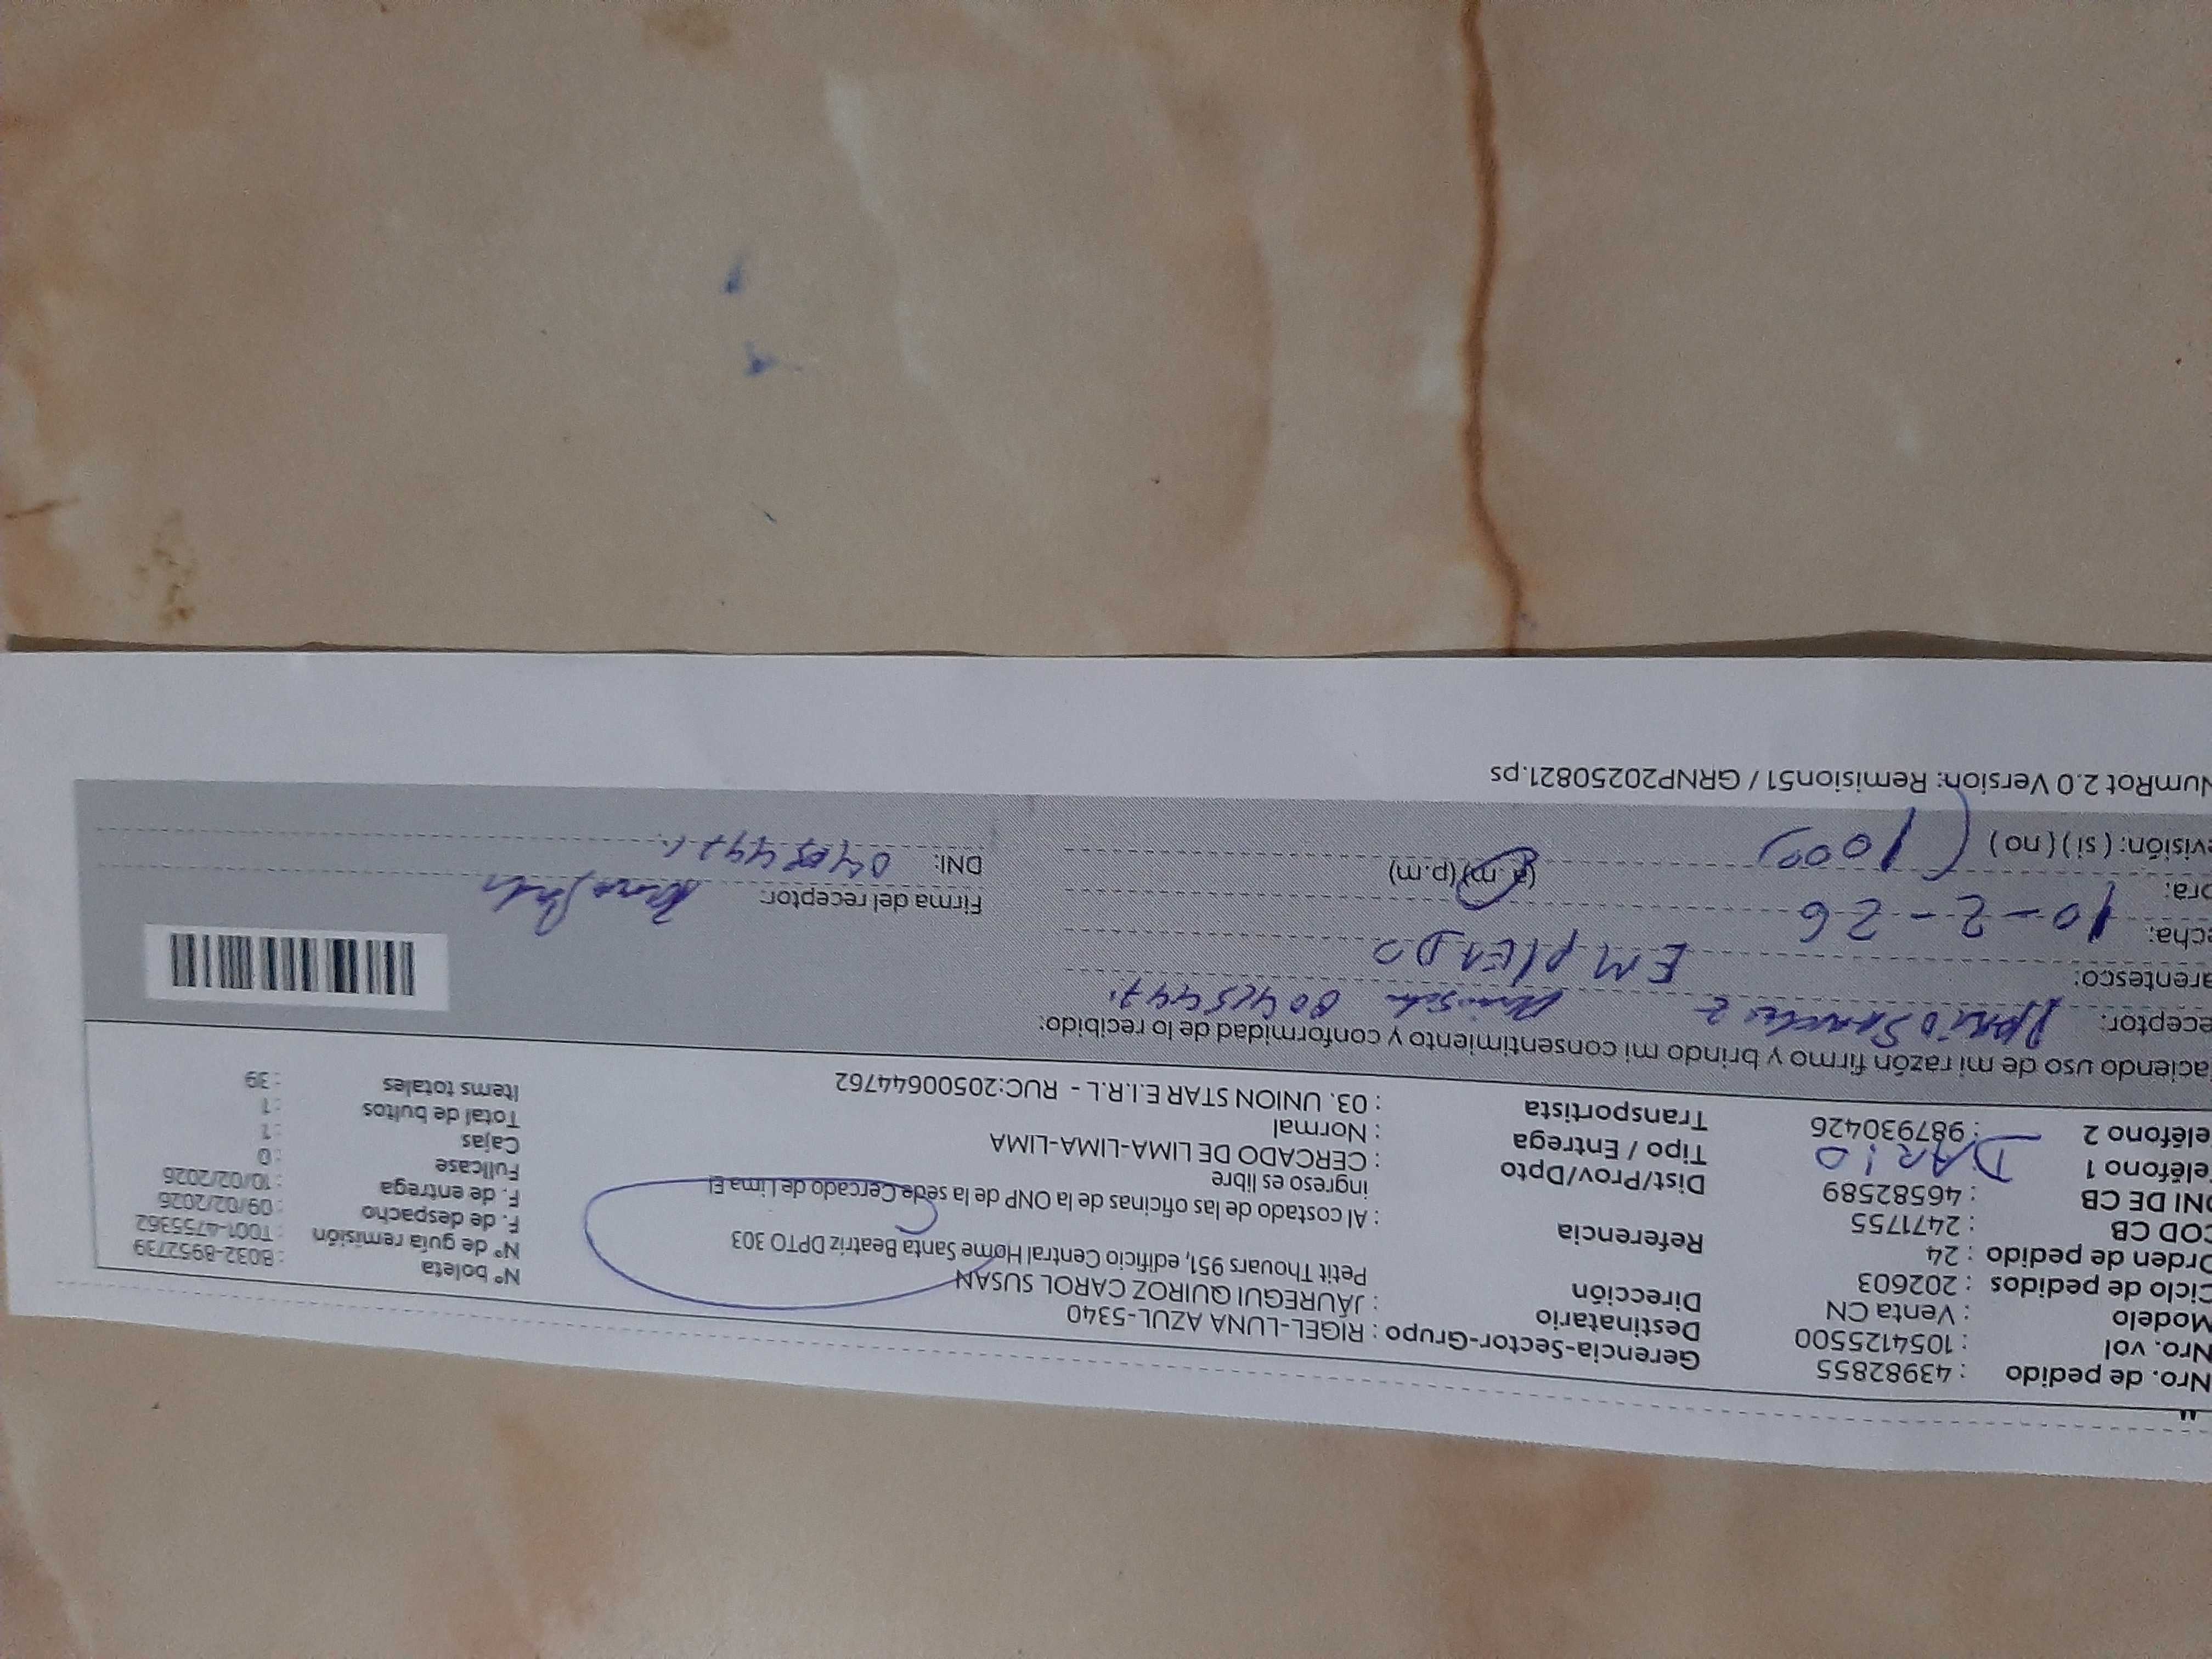 Nro. de pedido : 43982855
Nro. vol : 1054125500
Modelo : Venta CN
Ciclo de pedidos : 202603
Orden de pedido : 24
COD CB : 2471755
DNI DE CB : 46582589
eléfono 1 DARIO
eléfono 2 : 987930426
Gerencia-Sector-Grupo : RIGEL-LUNA AZUL-5340
Destinatario : JAUREGUI QUIROZ CAROL SUSAN
Dirección Petit Thouars 951, edificio Central Home Santa Beatriz DPTO 303
Referencia : Al costado de las oficinas de la ONP de la sede Cercado de Lima El
ingreso es libre
Dist/Prov/Dpto : CERCADO DE LIMA-LIMA-LIMA
Tipo / Entrega : Normal
Transportista : 03. UNION STAR E.I.R.L - RUC:20500644762
N° boleta : B032-8952739
N° de guía remisión : T001-4755362
F. de despacho : 09/02/2026
F. de entrega : 10/02/2026
Fullcase : 0
Cajas : 1
Total de bultos : 1
Items totales : 39
aciendo uso de mi razón firmo y brindo mi consentimiento y conformidad de lo recibido:
eceptor:
arentesco: EMPLEADO
echa: 10-2-26
ora: 1000 (a.m)(p.m)
evisión: (si) (no)
Firma del receptor:
DNI:
NumRot 2.0 Version: Remision51 / GRNP20250821.ps